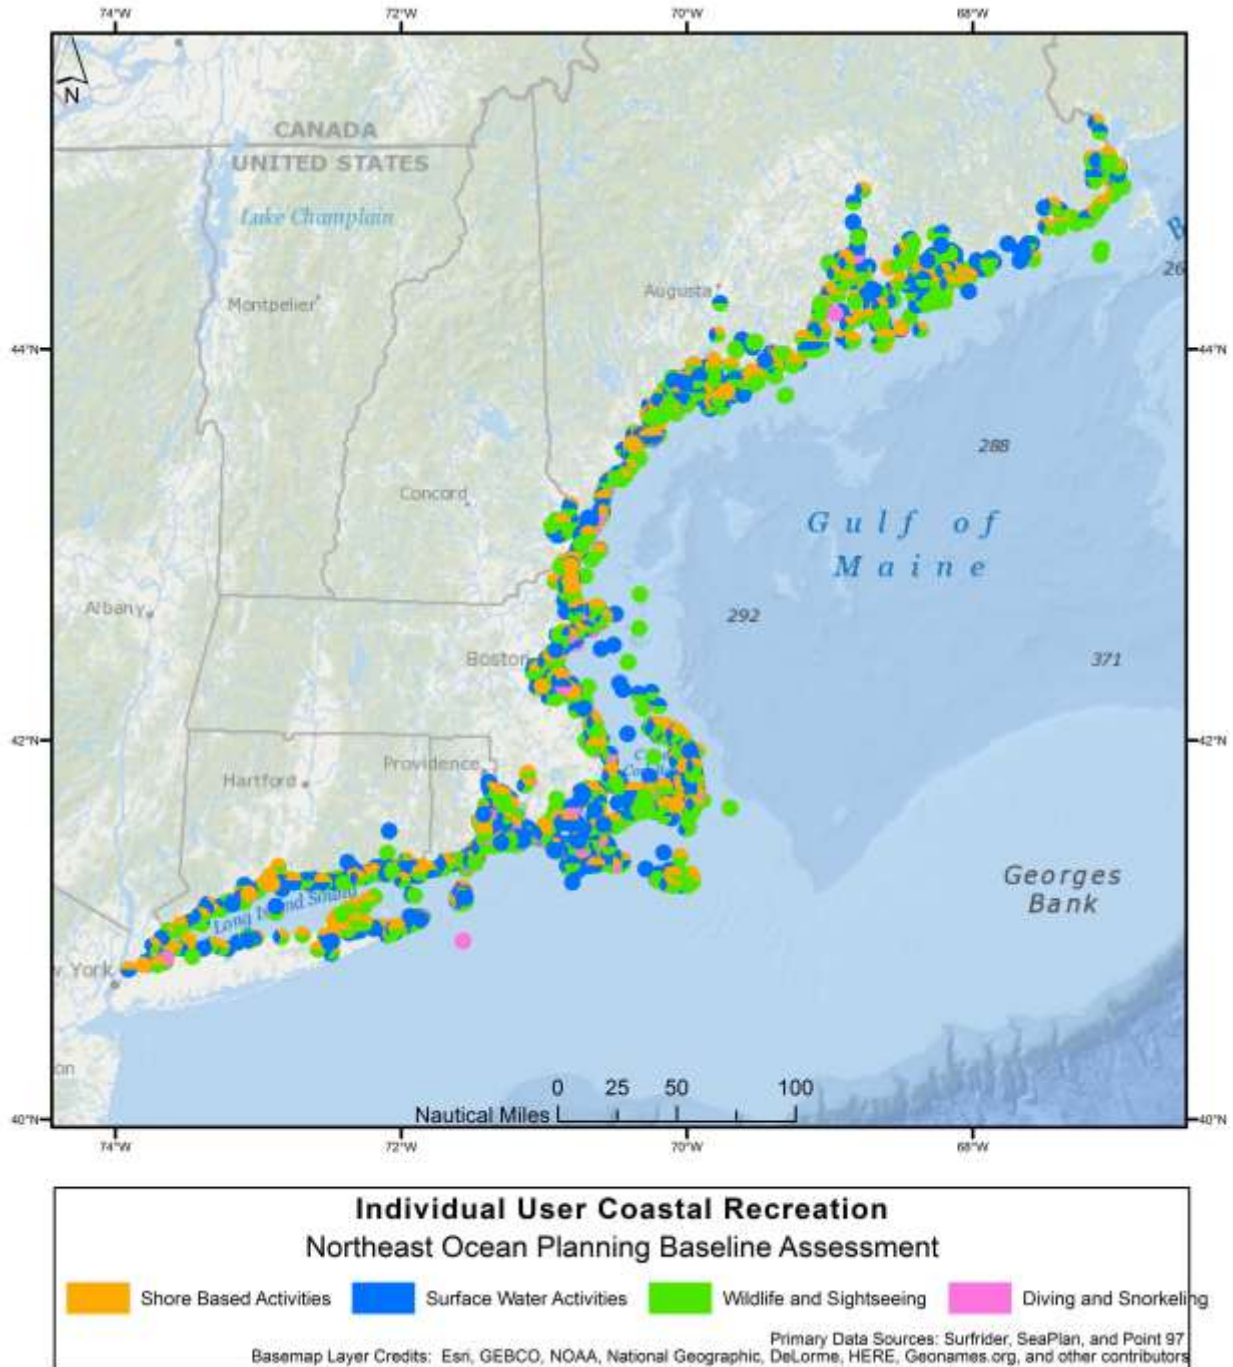 74°W 72°W 70°W 68°W
N
CANADA
UNITED STATES
Lake Champlain
26
Augusta
Montpelier
44°N 44°N
288
Concord
Gulf of
Maine
Albany
292
Boston
371
42°N 42°N
Providence
Hartford
Georges
Bank
Long Island Sound
York
0 25 50 100
Nautical Miles
40°N 40°N
74°W 72°W 70°W 68°W
Individual User Coastal Recreation
Northeast Ocean Planning Baseline Assessment
Shore Based Activities Surface Water Activities Wildlife and Sightseeing Diving and Snorkeling
Primary Data Sources: Surfrider, SeaPlan, and Point 97
Basemap Layer Credits: Esri, GEBCO, NOAA, National Geographic, DeLorme, HERE, Geonames.org, and other contributors